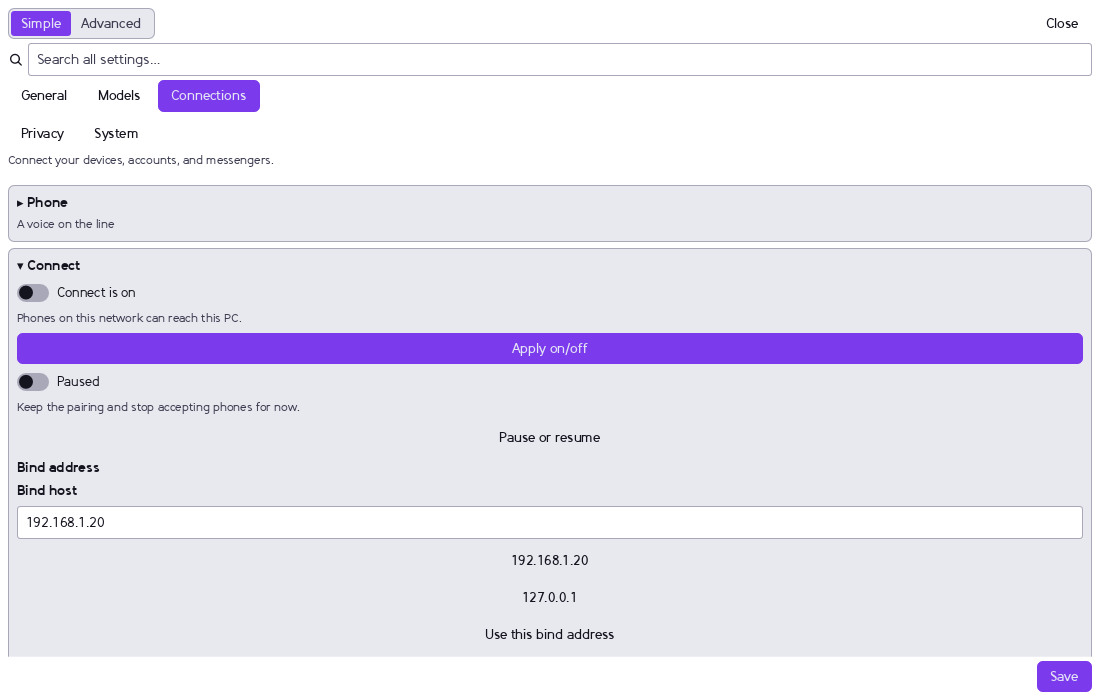 Simple Advanced Close
Search all settings...
General Models Connections
Privacy System
Connect your devices, accounts, and messengers.
▸ Phone
A voice on the line
▾ Connect
Connect is on
Phones on this network can reach this PC.
Apply on/off
Paused
Keep the pairing and stop accepting phones for now.
Pause or resume
Bind address
Bind host
192.168.1.20
192.168.1.20
127.0.0.1
Use this bind address
Save